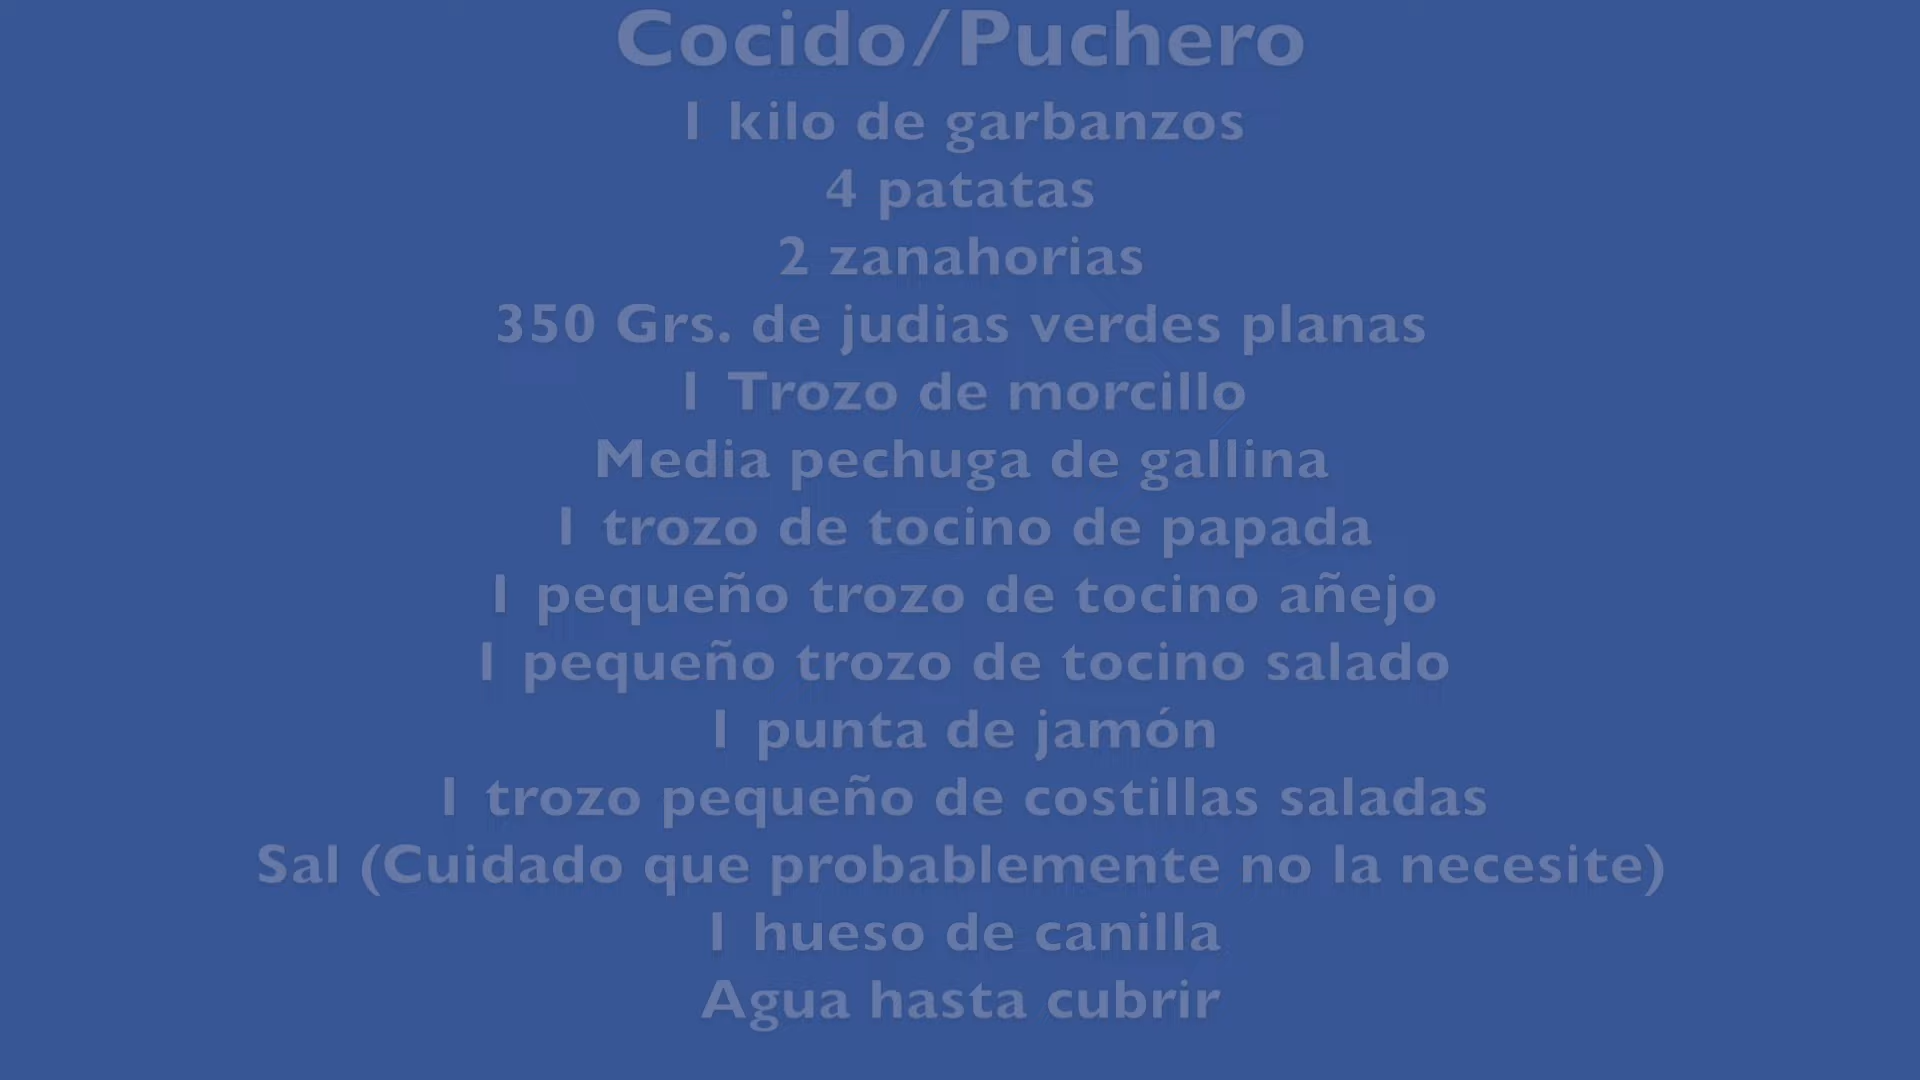 Cocido/Puchero
1 kilo de garbanzos
4 patatas
2 zanahorias
350 Grs. de judias verdes planas
1 Trozo de morcillo
Media pechuga de gallina
1 trozo de tocino de papada
1 pequeño trozo de tocino añejo
1 pequeño trozo de tocino salado
1 punta de jamón
1 trozo pequeño de costillas saladas
Sal (Cuidado que probablemente no la necesite)
1 hueso de canilla
Agua hasta cubrir